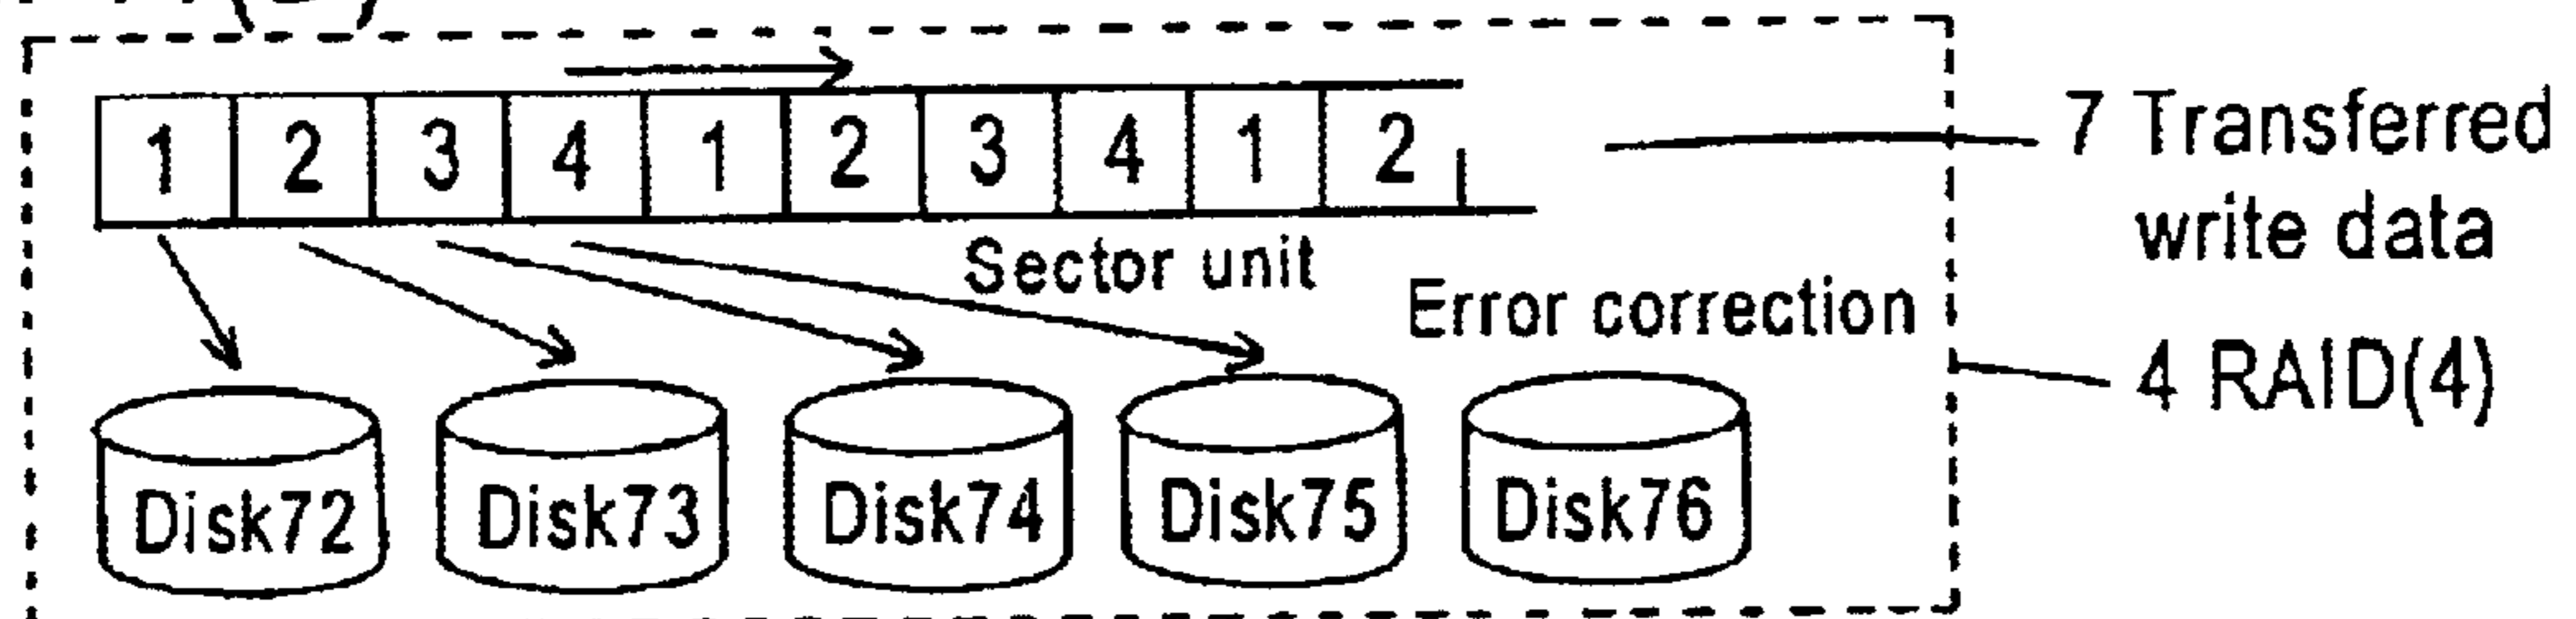 1 2 3 4 1 2 3 4 1 2
7 Transferred
write data
Sector unit
Error correction
4 RAID(4)
Disk72 Disk73 Disk74 Disk75 Disk76